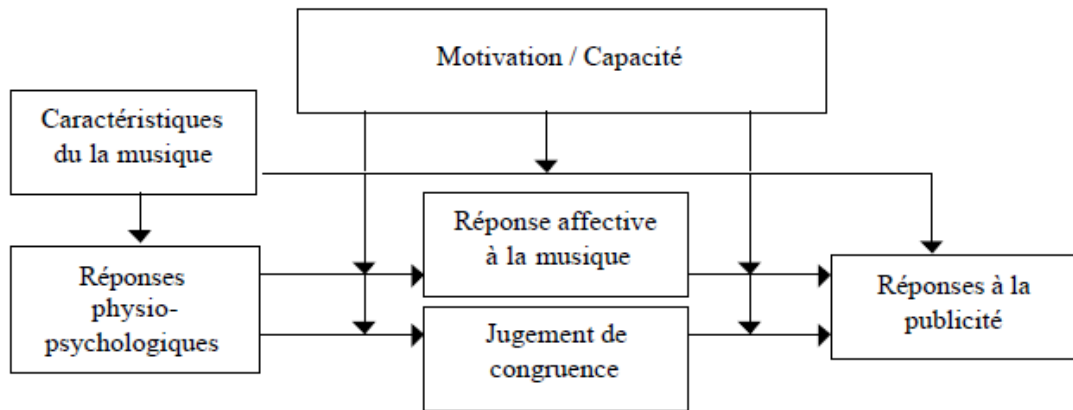 Motivation / Capacité
Caractéristiques
du la musique
Réponse affective
à la musique
Réponses
physio-
psychologiques
Réponses à la
publicité
Jugement de
congruence